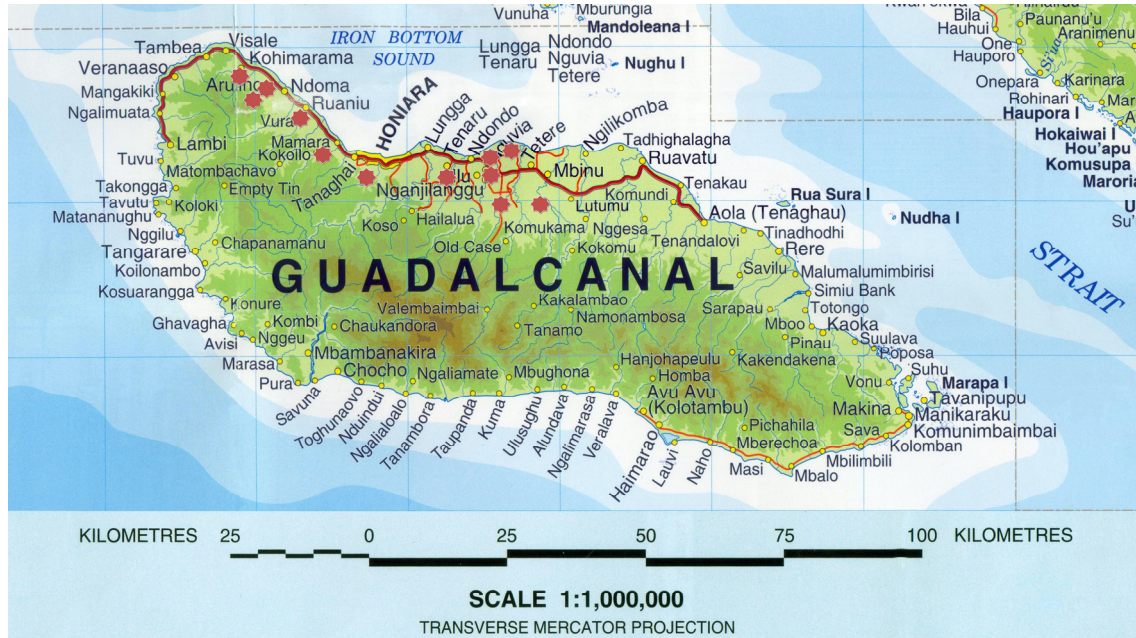 Vunuha
Mburungia
Mandoleana I
Bila
Hauhui
Paunanu'u
Aranimenu
One
Hauporo
Si'ua
Onepara
Karinara
Rohinari
Haupora I
Hokaiwai I
Hou'apu
Komusupa
IRON BOTTOM
SOUND
Lungga
Ndondo
Tenaru
Nguvia
Tetere
Nughu I
Visale
Tambea
Kohimarama
Veranaaso
Mangakiki
Ndoma
Ngalimuata
Ruaniu
Vura
HONIARA
Lungga
Tenaru
Ndondo
Tetere
Ngilikomba
Tadhighalagha
Lambi
Mamara
Kokoilo
Tuvu
Matombachavo
Tanaghai
Nganjilanggu
Mbinu
Ruavatu
Takongga
Empty Tin
Tavutu
Koloki
Matananughu
Hailalua
Koso
Lutumu
Komundi
Tenakau
Rua Sura I
Nudha I
Aola (Tenaghau)
Komukama
Nggesa
Nggilu
Tangarare
Chapanamanu
Old Case
Kokomu
Tenandalovi
Tinadhodhi
Rere
Koilonambo
GUADALCANAL
Savilu
Malumalumimbirisi
STRAIT
Kosuarangga
Simiu Bank
Konure
Valembaimbai
Kakalambao
Namonombosa
Sarapau
Totongo
Ghavagha
Kombi
Chaukandora
Tanamo
Mboo
Kaoka
Avisi
Nggeu
Pinau
Suulava
Poposa
Marasa
Mbambanakira
Chocho
Ngaliamate
Mbughona
Hanjohapeulu
Homba
Kakendakena
Suhu
Pura
Vonu
Marapa I
Tavanipupu
Avu Avu
(Kolotambu)
Makina
Manikaraku
Komunimbaimbai
Savuna
Toghunaovo
Nduindui
Ngalialoalo
Tanambora
Taupanda
Kuma
Ulusughu
Alundava
Ngalimarasa
Veralava
Haimarao
Lauvi
Nano
Pichahila
Mberechoa
Sava
Kolomban
Masi
Mbilimbili
Mbalo
KILOMETRES 25 0 25 50 75 100 KILOMETRES
SCALE 1:1,000,000
TRANSVERSE MERCATOR PROJECTION